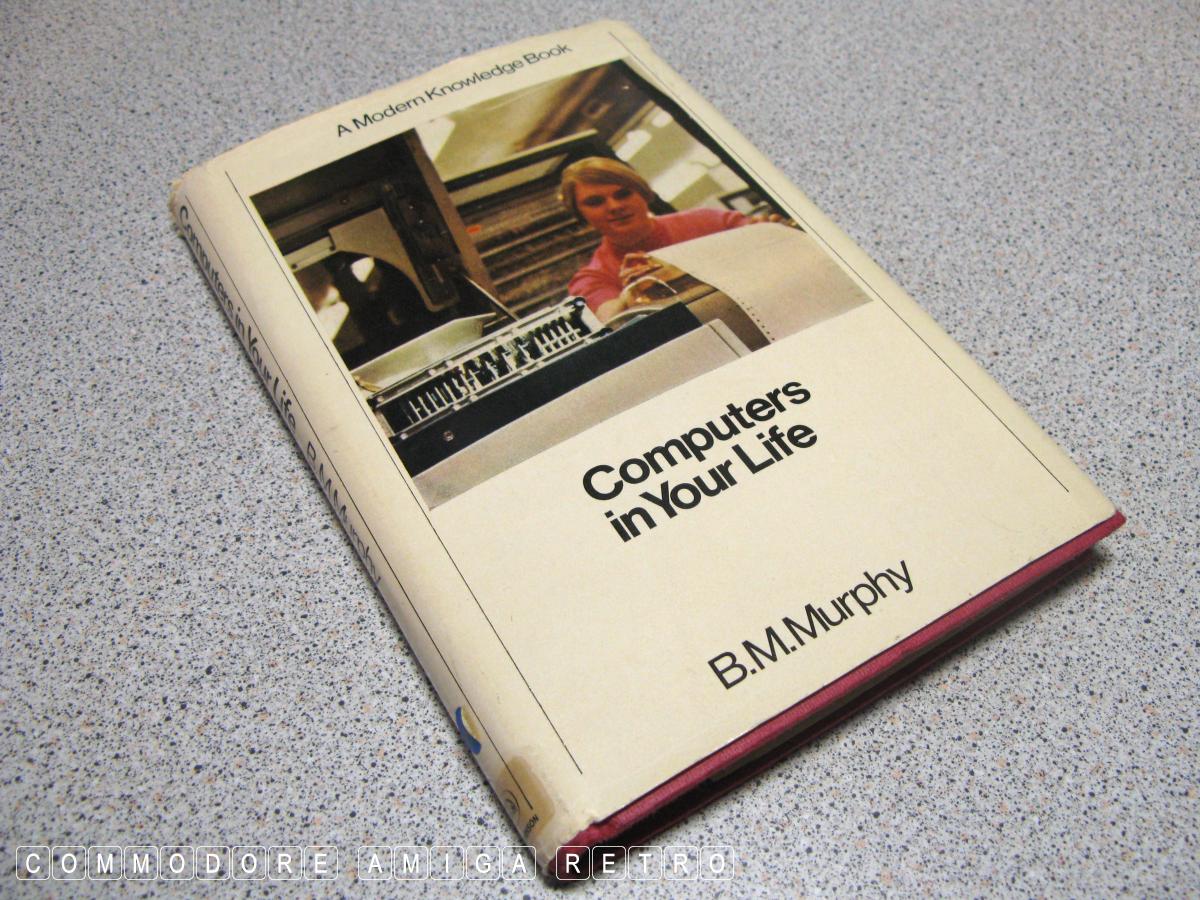 A Modern Knowledge Book
Computers
in Your Life
B.M.Murphy
Computers in Your Life B.M.Murphy
COMMODORE AMIGA RETRO